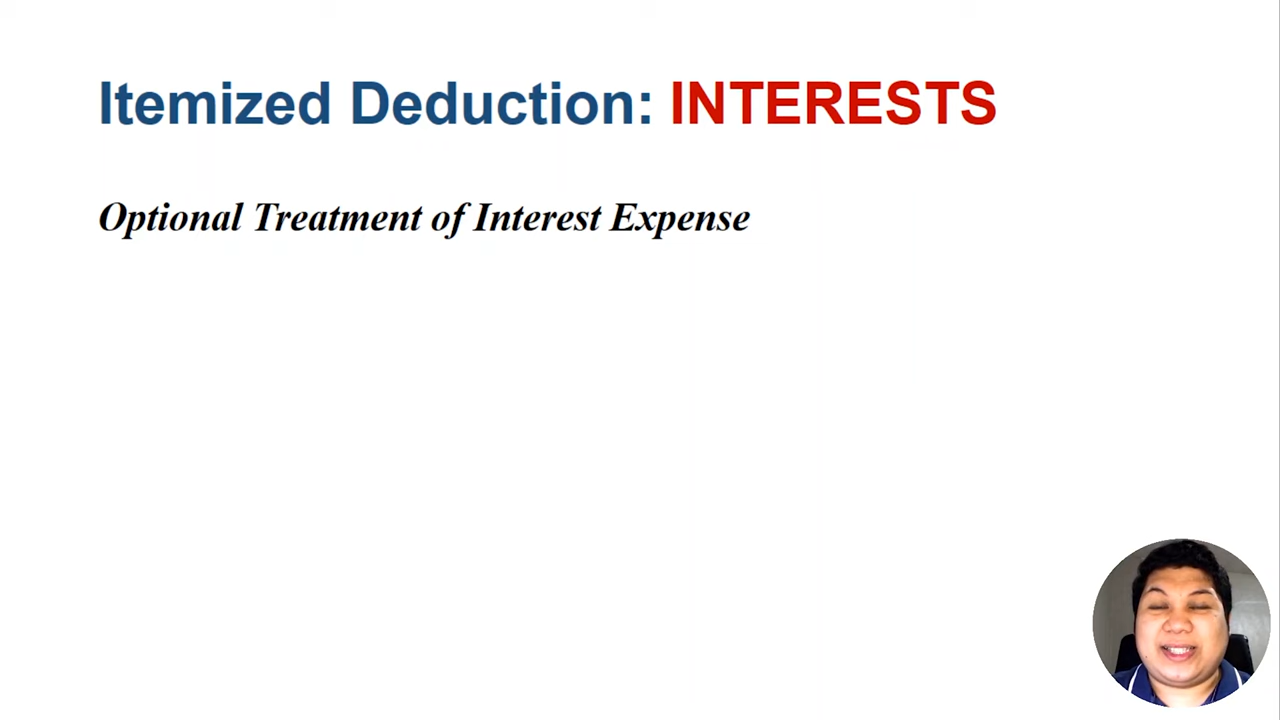 Itemized Deduction: INTERESTS
Optional Treatment of Interest Expense